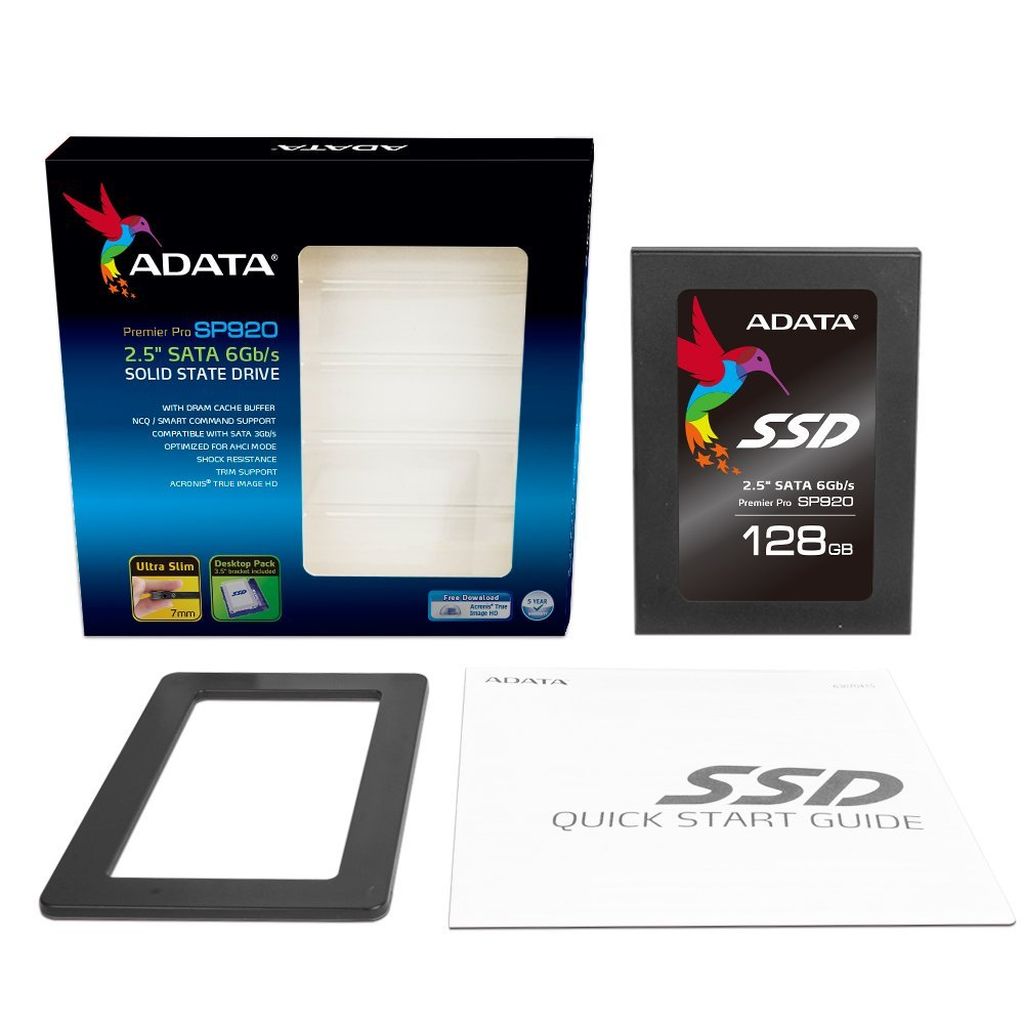 ADATA
ADATA®
Premier Pro SP920
2.5" SATA 6Gb/s
SOLID STATE DRIVE
WITH DRAM CACHE BUFFER
NCQ / SMART COMMAND SUPPORT
COMPATIBLE WITH SATA 3Gb/s
OPTIMIZED FOR AHCI MODE
SHOCK RESISTANCE
TRIM SUPPORT
ACRONIS® TRUE IMAGE HD
Ultra Slim
7mm
Desktop Pack
3.5" bracket included
SSD
Free Download
Acronis® True
Image HD
5 YEAR
WARRANTY
ADATA®
SSD
2.5" SATA 6Gb/s
Premier Pro SP920
128GB
ADATA
SSD
QUICK START GUIDE